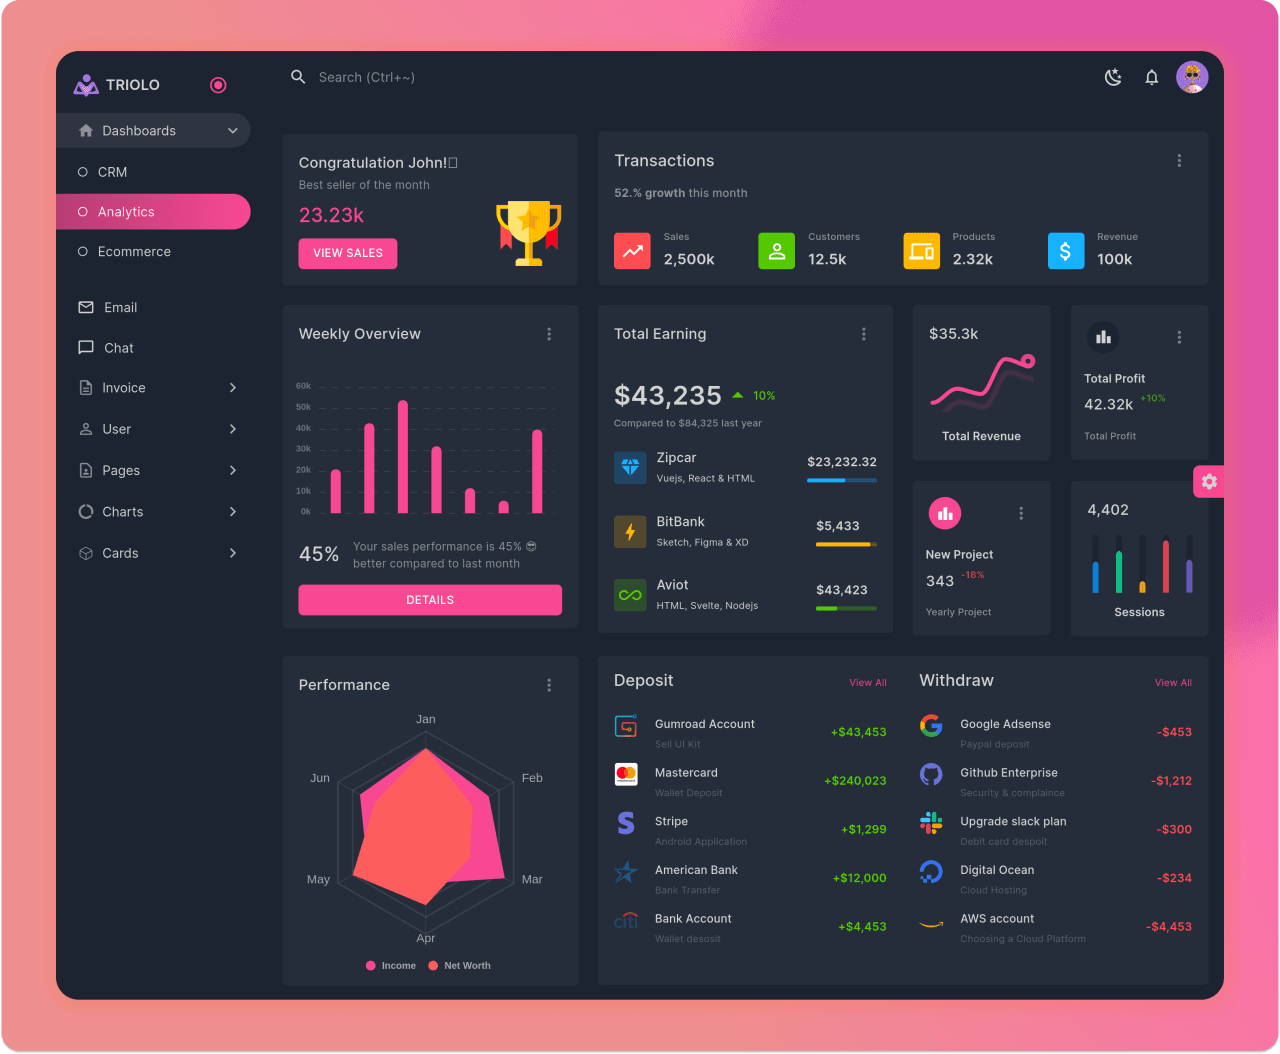 TRIOLO
Search (Ctrl+~)
Dashboards
CRM
Analytics
Ecommerce
Email
Chat
Invoice
User
Pages
Charts
Cards
Congratulation John!
Best seller of the month
23.23k
VIEW SALES
Transactions
52.% growth this month
Sales
2,500k
Customers
12.5k
Products
2.32k
Revenue
100k
Weekly Overview
60k
50k
40k
30k
20k
10k
0k
45%
Your sales performance is 45% 😎
better compared to last month
DETAILS
Total Earning
$43,235 10%
Compared to $84,325 last year
Zipcar
Vuejs, React & HTML
$23,232.32
BitBank
Sketch, Figma & XD
$5,433
Aviot
HTML, Svelte, Nodejs
$43,423
$35.3k
Total Revenue
Total Profit
42.32k +10%
Total Profit
New Project
343 -18%
Yearly Project
4,402
Sessions
Performance
Jan
Feb
Mar
Apr
May
Jun
Income Net Worth
Deposit View All
Gumroad Account
Sell UI Kit
+$43,453
Mastercard
Wallet Deposit
+$240,023
Stripe
Android Application
+$1,299
American Bank
Bank Transfer
+$12,000
citi
Bank Account
Wallet desosit
+$4,453
Withdraw View All
Google Adsense
Paypal deposit
-$453
Github Enterprise
Security & complaince
-$1,212
Upgrade slack plan
Debit card despoit
-$300
Digital Ocean
Cloud Hosting
-$234
AWS account
Choosing a Cloud Platform
-$4,453